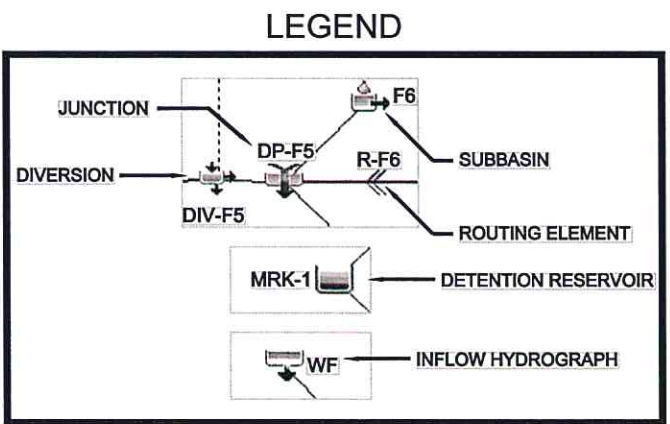 LEGEND
F6
JUNCTION
DP-F5
R-F6
SUBBASIN
DIVERSION
DIV-F5
ROUTING ELEMENT
MRK-1
DETENTION RESERVOIR
WF
INFLOW HYDROGRAPH